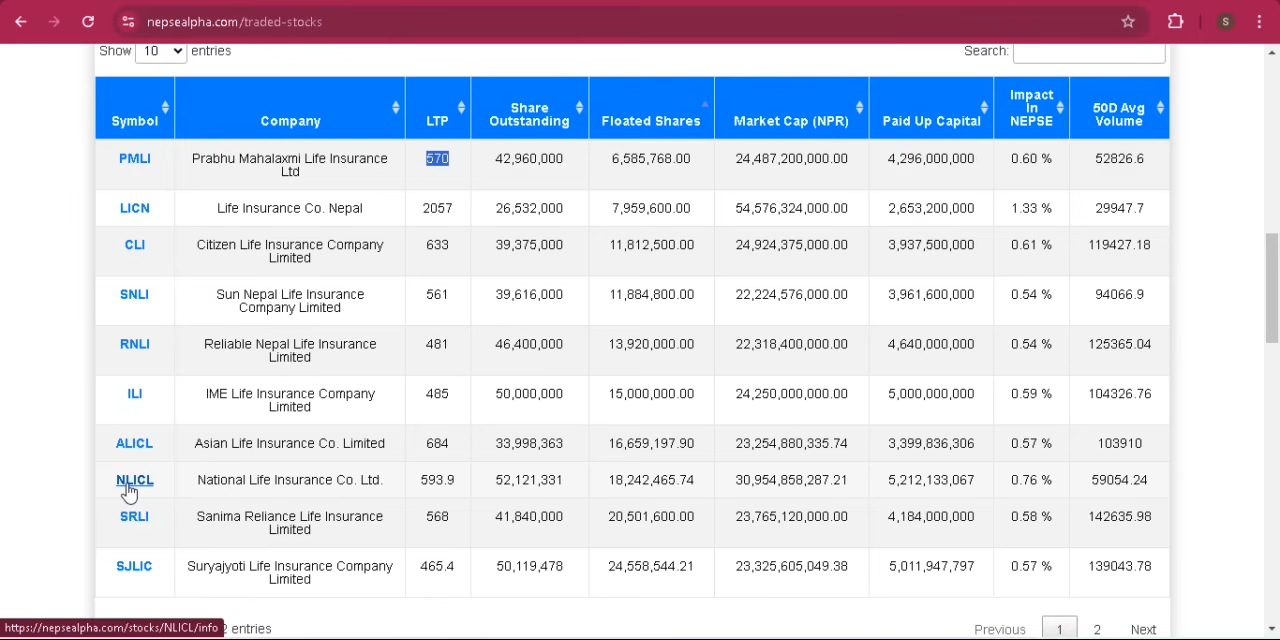 nepsealpha.com/traded-stocks
S
Show 10 entries Search:
Symbol Company LTP Share Outstanding Floated Shares Market Cap (NPR) Paid Up Capital Impact In NEPSE 50D Avg Volume
PMLI Prabhu Mahalaxmi Life Insurance Ltd 570 42,960,000 6,585,768.00 24,487,200,000.00 4,296,000,000 0.60 % 52826.6
LICN Life Insurance Co. Nepal 2057 26,532,000 7,959,600.00 54,576,324,000.00 2,653,200,000 1.33 % 29947.7
CLI Citizen Life Insurance Company Limited 633 39,375,000 11,812,500.00 24,924,375,000.00 3,937,500,000 0.61 % 119427.18
SNLI Sun Nepal Life Insurance Company Limited 561 39,616,000 11,884,800.00 22,224,576,000.00 3,961,600,000 0.54 % 94066.9
RNLI Reliable Nepal Life Insurance Limited 481 46,400,000 13,920,000.00 22,318,400,000.00 4,640,000,000 0.54 % 125365.04
ILI IME Life Insurance Company Limited 485 50,000,000 15,000,000.00 24,250,000,000.00 5,000,000,000 0.59 % 104326.76
ALICL Asian Life Insurance Co. Limited 684 33,998,363 16,659,197.90 23,254,880,335.74 3,399,836,306 0.57 % 103910
NLICL National Life Insurance Co. Ltd. 593.9 52,121,331 18,242,465.74 30,954,858,287.21 5,212,133,067 0.76 % 59054.24
SRLI Sanima Reliance Life Insurance Limited 568 41,840,000 20,501,600.00 23,765,120,000.00 4,184,000,000 0.58 % 142635.98
SJLIC Suryajyoti Life Insurance Company Limited 465.4 50,119,478 24,558,544.21 23,325,605,049.38 5,011,947,797 0.57 % 139043.78
https://nepsealpha.com/stocks/NLICL/info 2 entries Previous 1 2 Next